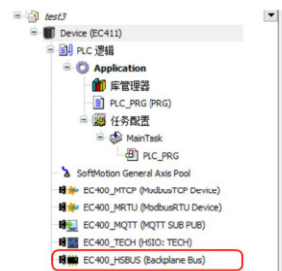 test3
Device (EC411)
PLC 逻辑
Application
库管理器
PLC_PRG (PRG)
任务配置
MainTask
PLC_PRG
SoftMotion General Axis Pool
EC400_MTCP (ModbusTCP Device)
EC400_MRTU (ModbusRTU Device)
EC400_MQTT (MQTT SUB PUB)
EC400_TECH (HSIO: TECH)
EC400_HSBUS (Backplane Bus)